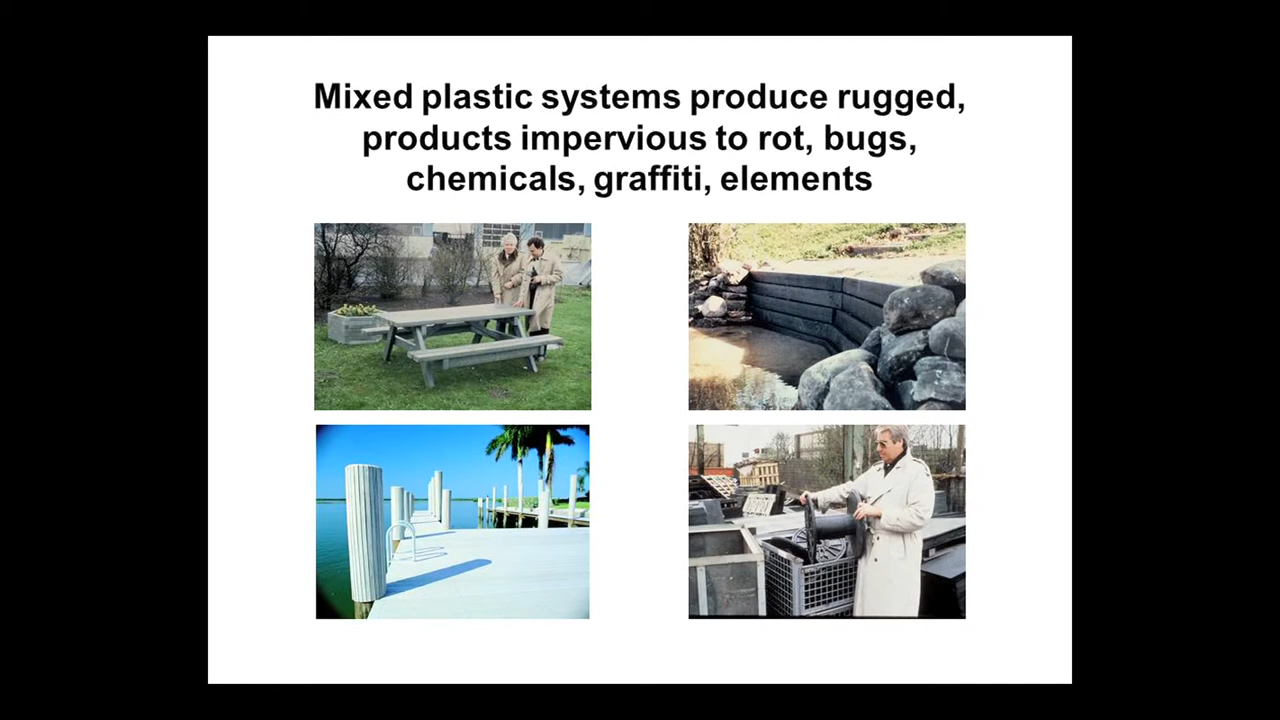 Mixed plastic systems produce rugged,
products impervious to rot, bugs,
chemicals, graffiti, elements